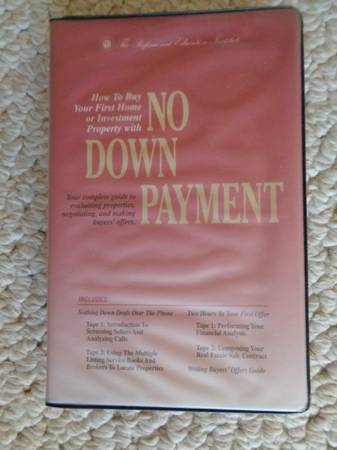 The Professional Education Institute
How To Buy
Your First Home
or Investment
Property with
NO
DOWN
PAYMENT
Your complete guide to
evaluating properties,
negotiating, and making
buyers' offers.
INCLUDES:
Nothing Down Deals Over The Phone
Tape 1: Introduction To
Screening Sellers And
Analyzing Calls
Tape 2: Using The Multiple
Listing Service Books And
Brokers To Locate Properties
Two Hours To Your First Offer
Tape 1: Performing Your
Financial Analysis
Tape 2: Composing Your
Real Estate Sale Contract
Writing Buyers' Offers Guide